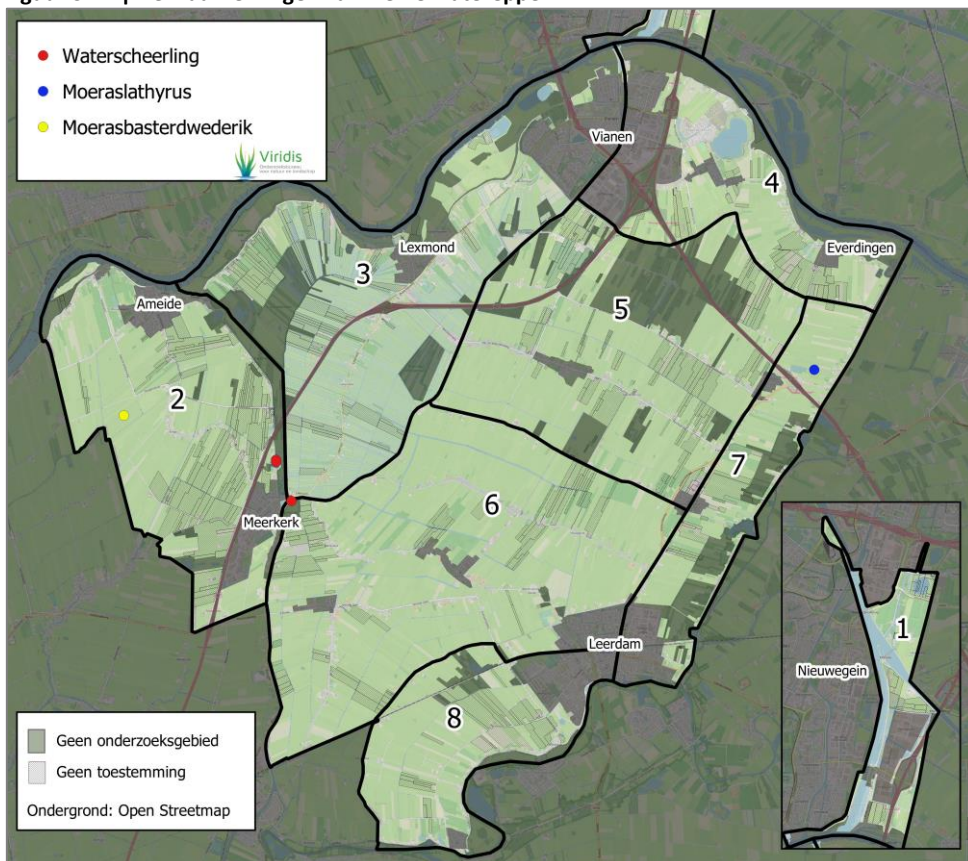 Waterscheerling
Moeraslathyrus
Moerasbasterdwederik
Viridis
Vianen
4
Everdingen
Lexmond
3
Ameide
5
2
7
6
Meerkerk
1
Leerdam
Nieuwegein
8
Geen onderzoeksgebied
Geen toestemming
Ondergrond: Open Streetmap